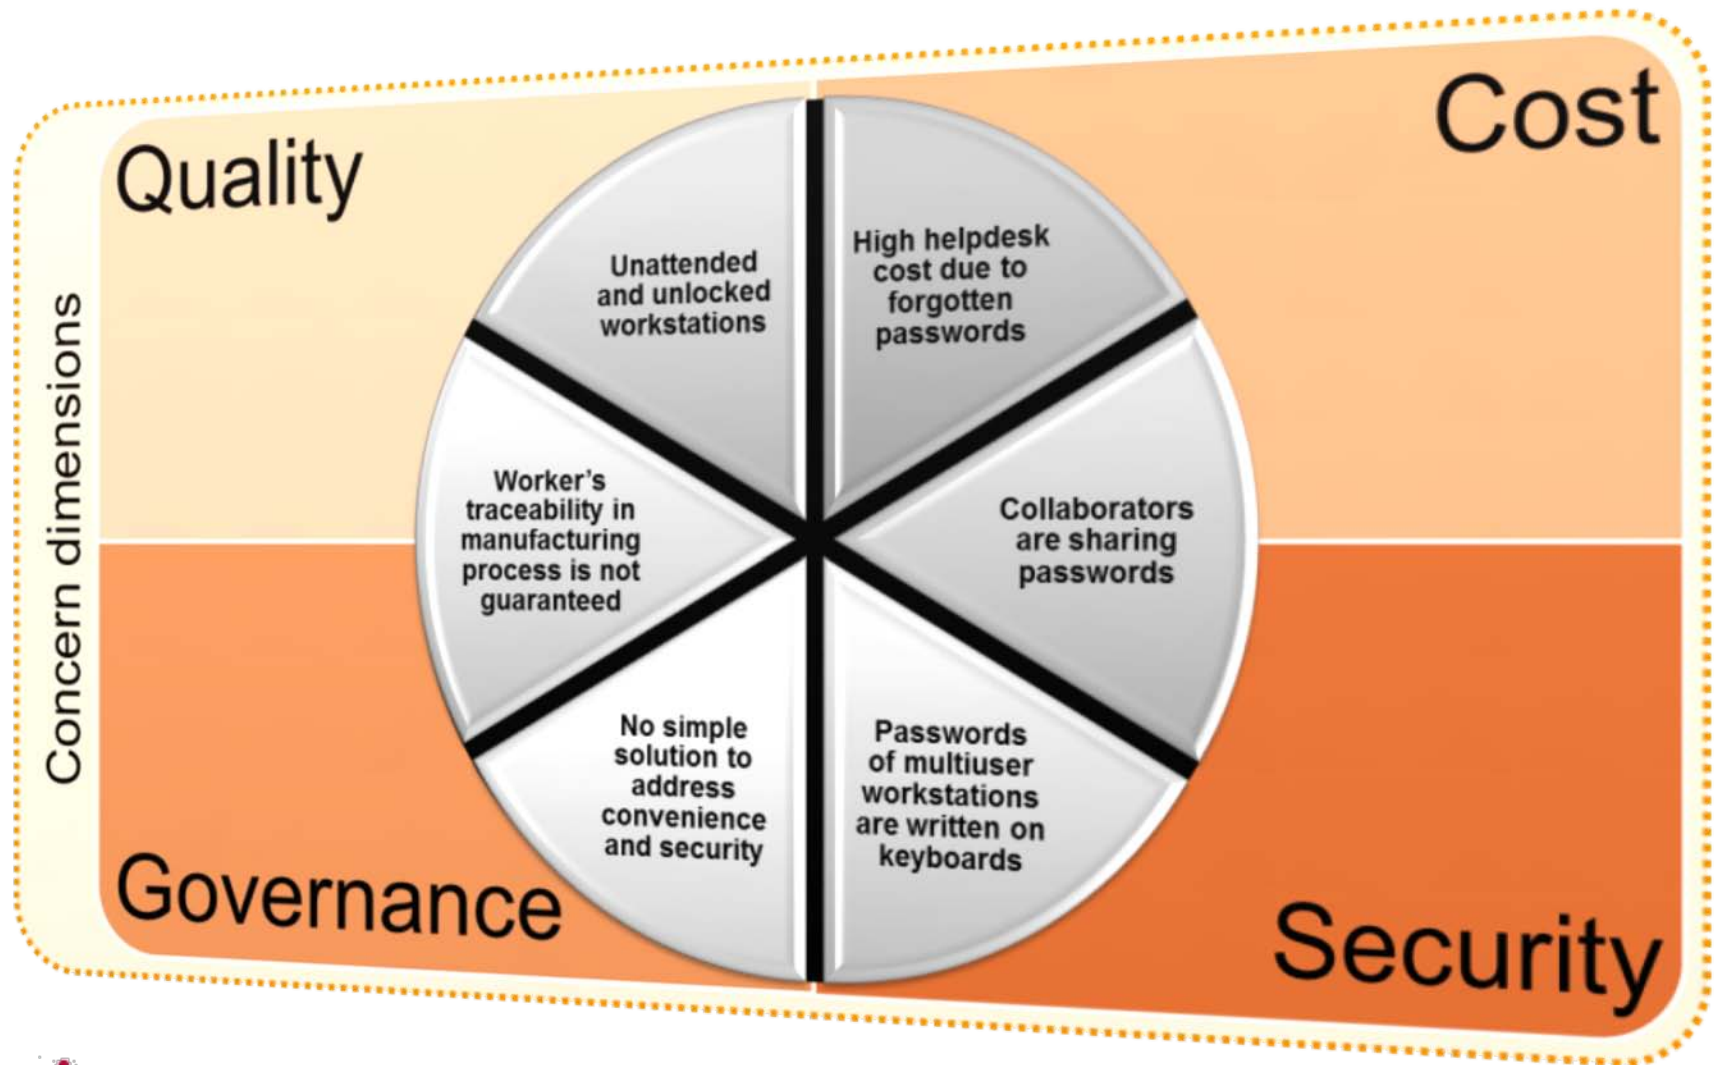 Concern dimensions
Quality
Cost
Unattended
and unlocked
workstations
High helpdesk
cost due to
forgotten
passwords
Worker's
traceability in
manufacturing
process is not
guaranteed
Collaborators
are sharing
passwords
No simple
solution to
address
convenience
and security
Passwords
of multiuser
workstations
are written on
keyboards
Governance
Security